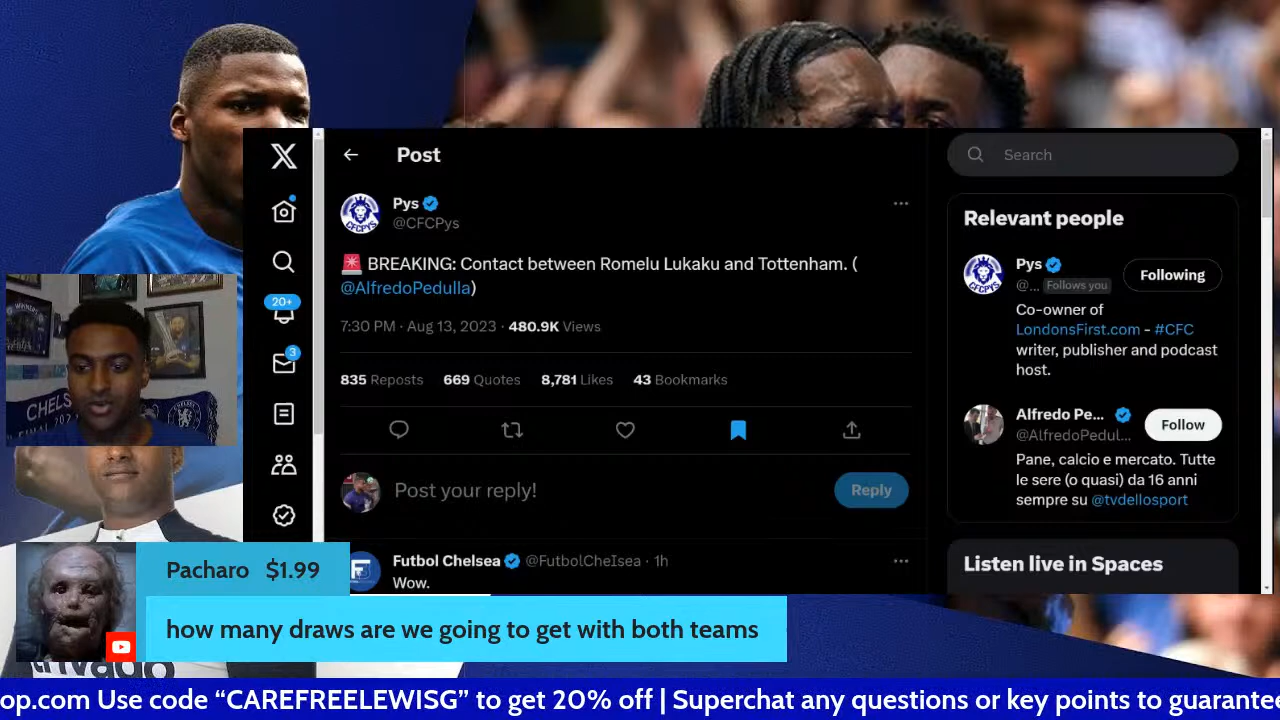 Post
Search
Pys
@CFCPys
🚨 BREAKING: Contact between Romelu Lukaku and Tottenham. (
@AlfredoPedulla)
7:30 PM · Aug 13, 2023 · 480.9K Views
835 Reposts 669 Quotes 8,781 Likes 43 Bookmarks
Post your reply!
Reply
Futbol Chelsea @FutbolCheIsea · 1h
Wow.
20+
3
Relevant people
Pys
@... Follows you
Following
Co-owner of
LondonsFirst.com - #CFC
writer, publisher and podcast
host.
Alfredo Pe...
@AlfredoPedul...
Follow
Pane, calcio e mercato. Tutte
le sere (o quasi) da 16 anni
sempre su @tvdellosport
Listen live in Spaces
Pacharo $1.99
how many draws are we going to get with both teams
op.com Use code “CAREFREELEWISG” to get 20% off | Superchat any questions or key points to guarantee